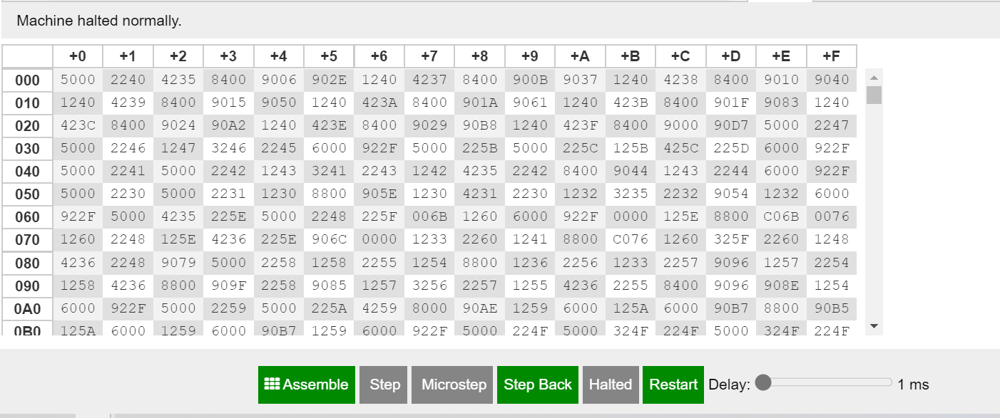 Machine halted normally.
+0 +1 +2 +3 +4 +5 +6 +7 +8 +9 +A +B +C +D +E +F
000 5000 2240 4235 8400 9006 902E 1240 4237 8400 900B 9037 1240 4238 8400 9010 9040
010 1240 4239 8400 9015 9050 1240 423A 8400 901A 9061 1240 423B 8400 901F 9083 1240
020 423C 8400 9024 90A2 1240 423E 8400 9029 90B8 1240 423F 8400 9000 90D7 5000 2247
030 5000 2246 1247 3246 2245 6000 922F 5000 225B 5000 225C 125B 425C 225D 6000 922F
040 5000 2241 5000 2242 1243 3241 2243 1242 4235 2242 8400 9044 1243 2244 6000 922F
050 5000 2230 5000 2231 1230 8800 905E 1230 4231 2230 1232 3235 2232 9054 1232 6000
060 922F 5000 4235 225E 5000 2248 225F 006B 1260 6000 922F 0000 125E 8800 C06B 0076
070 1260 2248 125E 4236 225E 906C 0000 1233 2260 1241 8800 C076 1260 325F 2260 1248
080 4236 2248 9079 5000 2258 1258 2255 1254 8800 1236 2256 1233 2257 9096 1257 2254
090 1258 4236 8800 909F 2258 9085 1257 3256 2257 1255 4236 2255 8400 9096 908E 1254
0A0 6000 922F 5000 2259 5000 225A 4259 8000 90AE 1259 6000 125A 6000 90B7 8800 90B5
0B0 125A 6000 1259 6000 90B7 1259 6000 922F 5000 224F 5000 324F 224F 5000 324F 224F
Assemble Step Microstep Step Back Halted Restart Delay: 1 ms